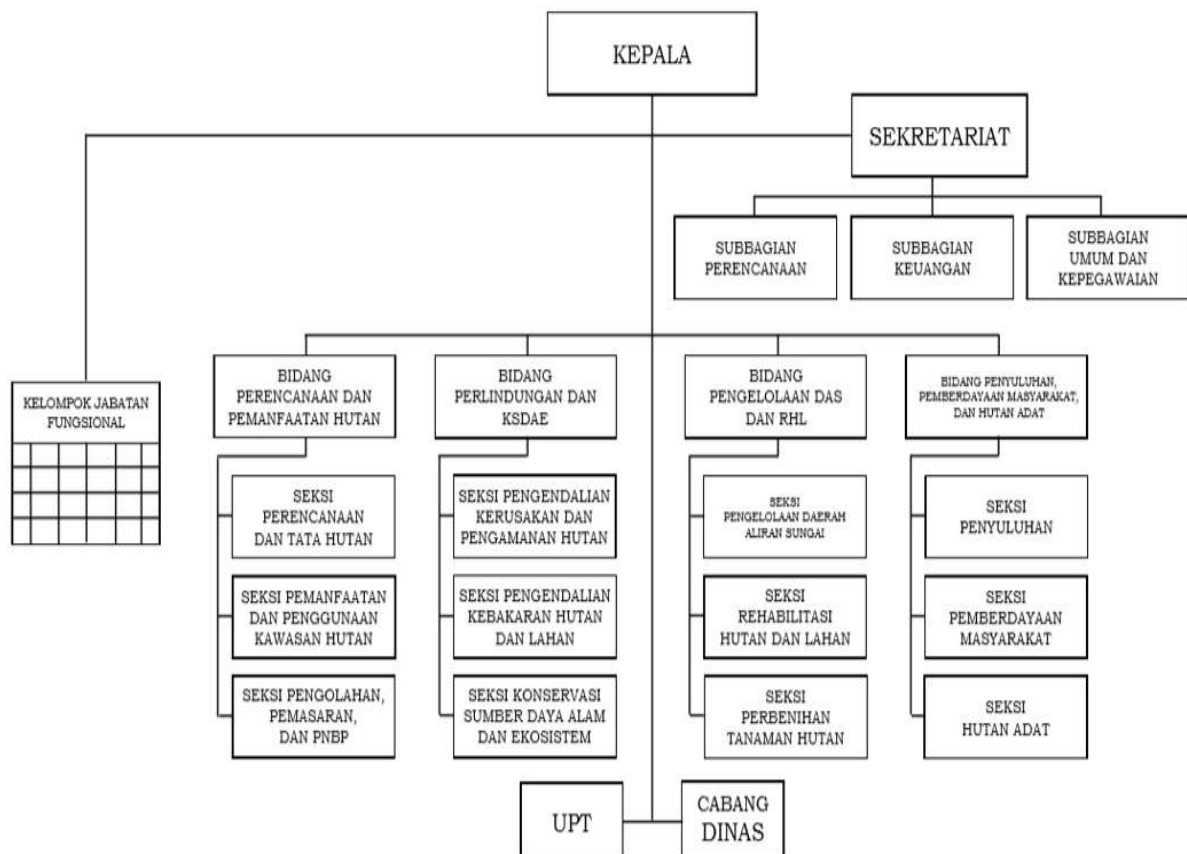 KEPALA
SEKRETARIAT
SUBBAGIAN
PERENCANAAN
SUBBAGIAN
KEUANGAN
SUBBAGIAN
UMUM DAN
KEPEGAWAIAN
KELOMPOK JABATAN
FUNGSIONAL
BIDANG
PERENCANAAN DAN
PEMANFAATAN HUTAN
BIDANG
PERLINDUNGAN DAN
KSDAE
BIDANG
PENGELOLAAN DAS
DAN RHL
BIDANG PENYULUHAN,
PEMBERDAYAAN MASYARAKAT,
DAN HUTAN ADAT
SEKSI
PERENCANAAN
DAN TATA HUTAN
SEKSI PENGENDALIAN
KERUSAKAN DAN
PENGAMANAN HUTAN
SEKSI
PENGELOLAAN DAERAH
ALIRAN SUNGAI
SEKSI
PENYULUHAN
SEKSI PEMANFAATAN
DAN PENGGUNAAN
KAWASAN HUTAN
SEKSI PENGENDALIAN
KEBAKARAN HUTAN
DAN LAHAN
SEKSI
REHABILITASI
HUTAN DAN LAHAN
SEKSI
PEMBERDAYAAN
MASYARAKAT
SEKSI PENGOLAHAN,
PEMASARAN,
DAN PNBP
SEKSI KONSERVASI
SUMBER DAYA ALAM
DAN EKOSISTEM
SEKSI
PERBENIHAN
TANAMAN HUTAN
SEKSI
HUTAN ADAT
UPT
CABANG
DINAS